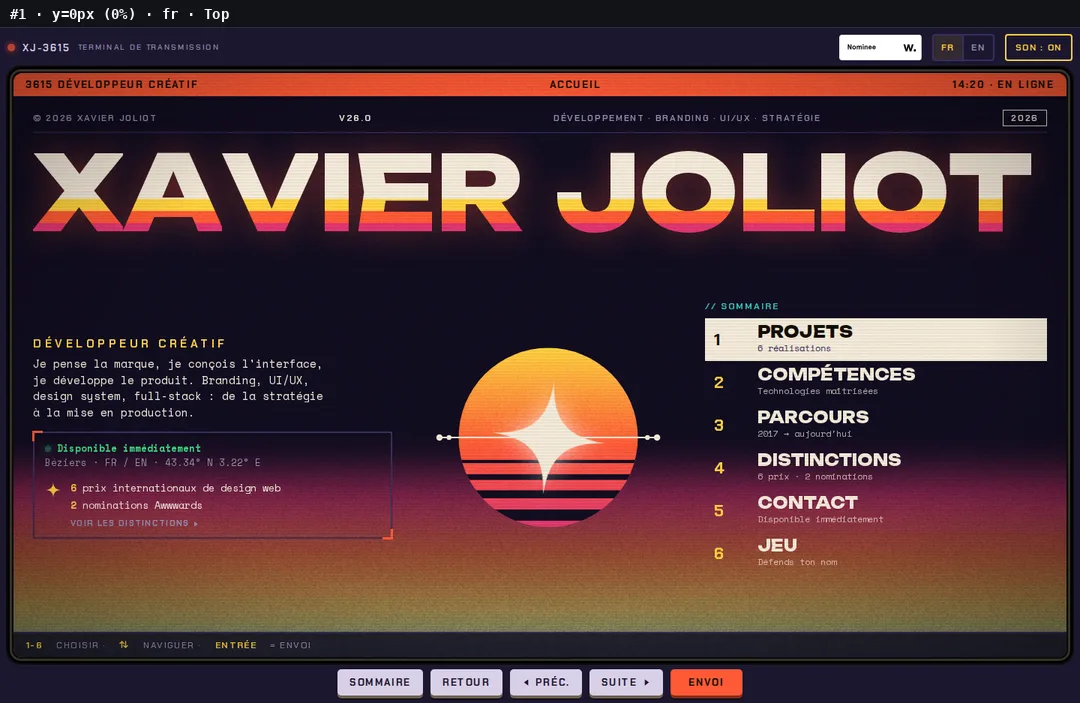 #1 · y=0px (0%) · fr · Top
XJ-3615 TERMINAL DE TRANSMISSION
Nominee W.
FR EN
SON : ON
3615 DÉVELOPPEUR CRÉATIF
ACCUEIL
14:20 · EN LIGNE
© 2026 XAVIER JOLIOT
V26.0
DÉVELOPPEMENT · BRANDING · UI/UX · STRATÉGIE
2026
XAVIER JOLIOT
DÉVELOPPEUR CRÉATIF
Je pense la marque, je conçois l'interface,
je développe le produit. Branding, UI/UX,
design system, full-stack : de la stratégie
à la mise en production.
Disponible immédiatement
Béziers · FR / EN · 43.34° N 3.22° E
6 prix internationaux de design web
2 nominations Awwwards
VOIR LES DISTINCTIONS ▸
// SOMMAIRE
1 PROJETS
6 réalisations
2 COMPÉTENCES
Technologies maîtrisées
3 PARCOURS
2017 → aujourd'hui
4 DISTINCTIONS
6 prix · 2 nominations
5 CONTACT
Disponible immédiatement
6 JEU
Défends ton nom
1-6 CHOISIR · ⇅ NAVIGUER · ENTRÉE = ENVOI
SOMMAIRE
RETOUR
◂ PRÉC.
SUITE ▸
ENVOI